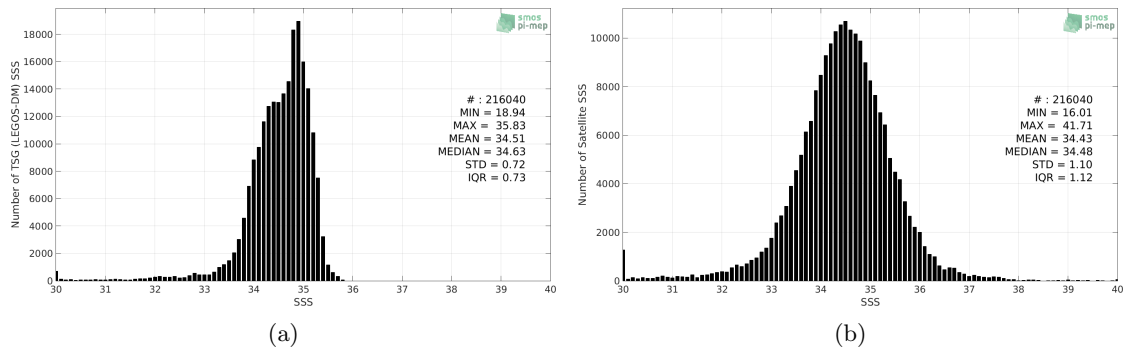 smos
pi-mep
Number of TSG (LEGOS-DM) SSS
18000
16000
14000
12000
10000
8000
6000
4000
2000
0
# : 216040
MIN = 18.94
MAX = 35.83
MEAN = 34.51
MEDIAN = 34.63
STD = 0.72
IQR = 0.73
30 31 32 33 34 35 36 37 38 39 40
SSS
(a)
smos
pi-mep
Number of Satellite SSS
10000
8000
6000
4000
2000
0
# : 216040
MIN = 16.01
MAX = 41.71
MEAN = 34.43
MEDIAN = 34.48
STD = 1.10
IQR = 1.12
30 31 32 33 34 35 36 37 38 39 40
SSS
(b)